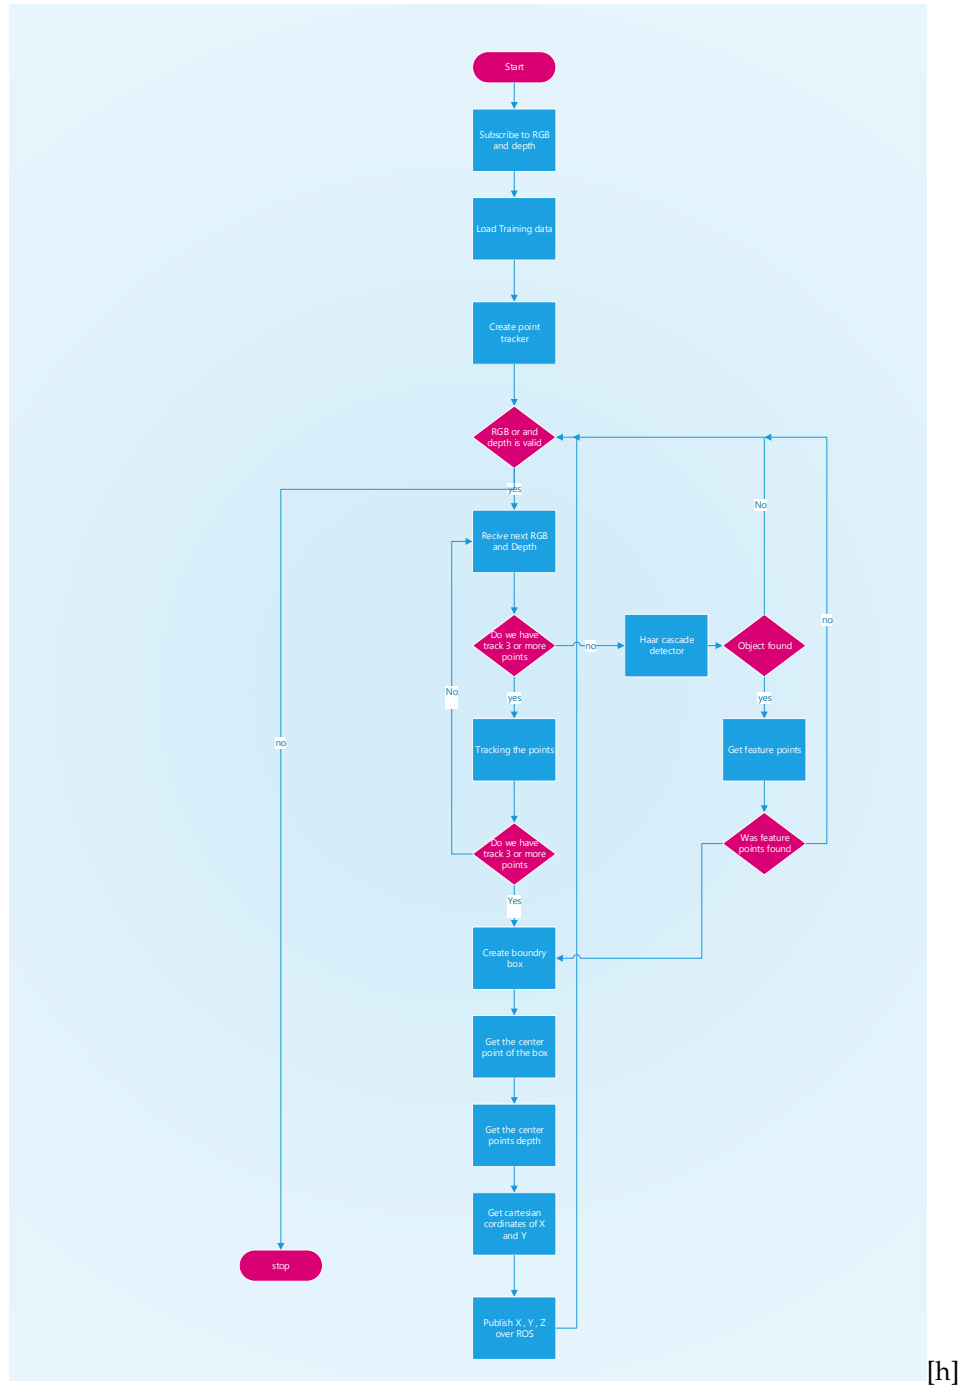 Start
Subscribe to RGB
and depth
Load Training data
Create point
tracker
RGB or and
depth is valid
yes
No
Recive next RGB
and Depth
no
Do we have
track 3 or more
points
no
Haar cascade
detector
Object found
No
yes
yes
no
Tracking the points
Get feature points
Do we have
track 3 or more
points
Was feature
points found
Yes
Create boundry
box
Get the center
point of the box
Get the center
points depth
Get cartesian
cordinates of X
and Y
stop
Publish X , Y , Z
over ROS
[h]